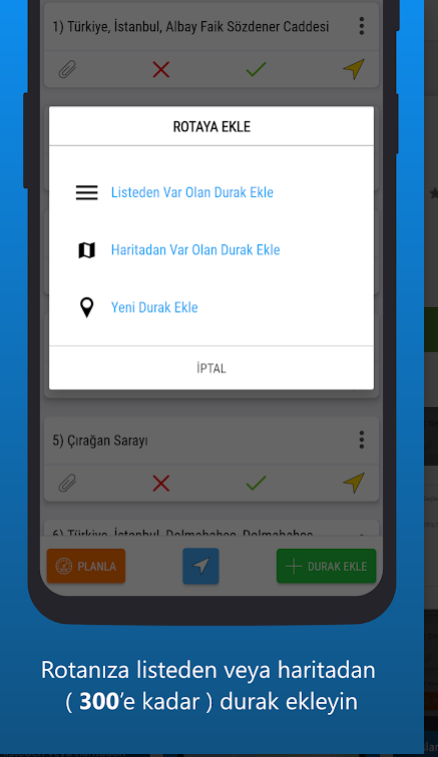 1) Türkiye, İstanbul, Albay Faik Sözdener Caddesi
ROTAYA EKLE
Listeden Var Olan Durak Ekle
Haritadan Var Olan Durak Ekle
Yeni Durak Ekle
İPTAL
5) Çırağan Sarayı
6) Türkiye, İstanbul, Dolmabahçe, Dolmabahçe
PLANLA
DURAK EKLE
Rotanıza listeden veya haritadan
( 300’e kadar ) durak ekleyin